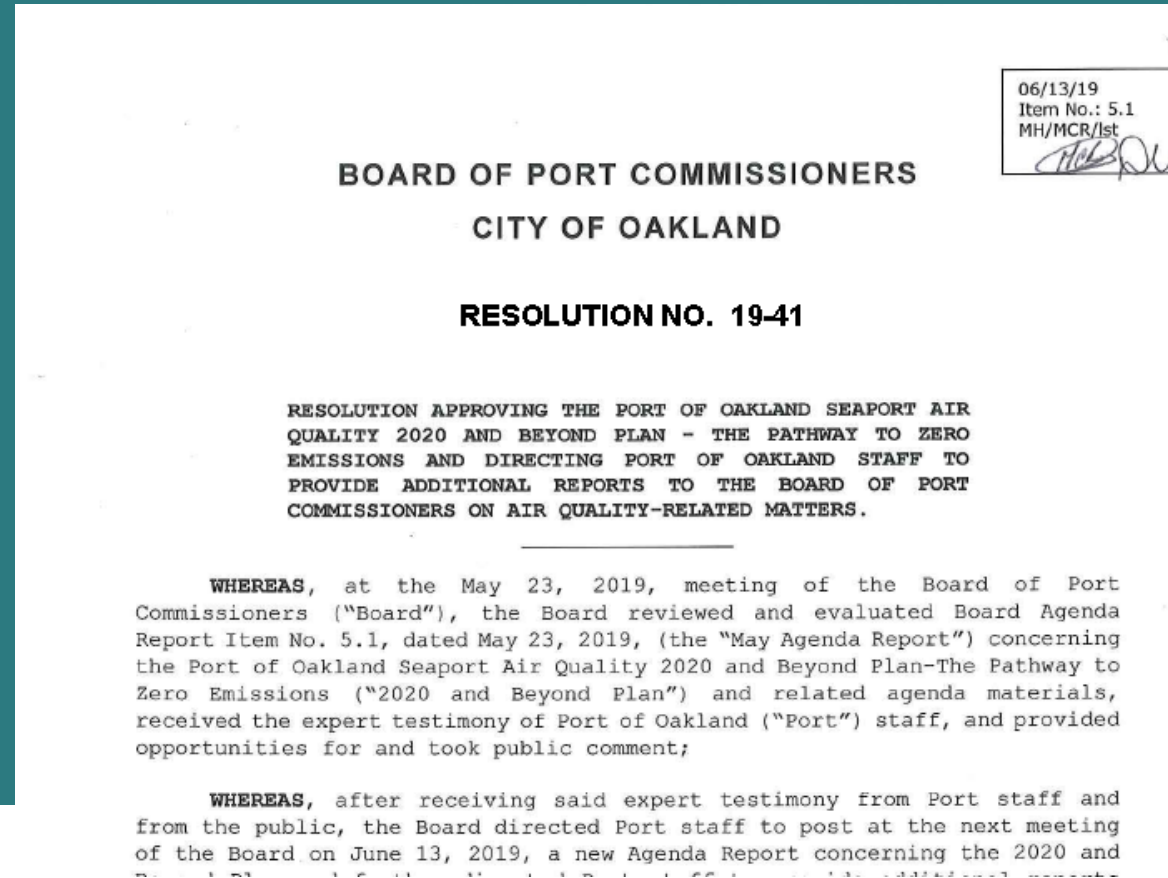 06/13/19
Item No.: 5.1
MH/MCR/lst
BOARD OF PORT COMMISSIONERS
CITY OF OAKLAND
RESOLUTION NO. 19-41
RESOLUTION APPROVING THE PORT OF OAKLAND SEAPORT AIR
QUALITY 2020 AND BEYOND PLAN – THE PATHWAY TO ZERO
EMISSIONS AND DIRECTING PORT OF OAKLAND STAFF TO
PROVIDE ADDITIONAL REPORTS TO THE BOARD OF PORT
COMMISSIONERS ON AIR QUALITY-RELATED MATTERS.
WHEREAS, at the May 23, 2019, meeting of the Board of Port
Commissioners ("Board"), the Board reviewed and evaluated Board Agenda
Report Item No. 5.1, dated May 23, 2019, (the "May Agenda Report") concerning
the Port of Oakland Seaport Air Quality 2020 and Beyond Plan-The Pathway to
Zero Emissions ("2020 and Beyond Plan") and related agenda materials,
received the expert testimony of Port of Oakland ("Port") staff, and provided
opportunities for and took public comment;
WHEREAS, after receiving said expert testimony from Port staff and
from the public, the Board directed Port staff to post at the next meeting
of the Board on June 13, 2019, a new Agenda Report concerning the 2020 and